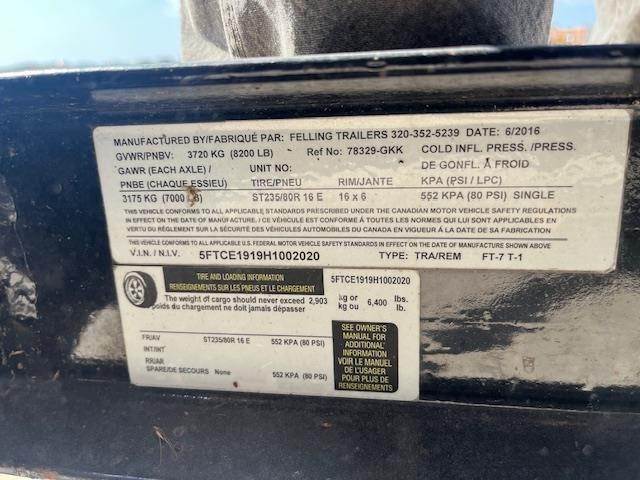 MANUFACTURED BY/FABRIQUÉ PAR: FELLING TRAILERS 320-352-5239 DATE: 6/2016
GVWR/PNBV: 3720 KG (8200 LB) Ref No: 78329-GKK COLD INFL. PRESS./PRESS.
GAWR (EACH AXLE) / UNIT NO: DE GONFL. À FROID
PNBE (CHAQUE ESSIEU) TIRE/PNEU RIM/JANTE KPA (PSI / LPC)
3175 KG (7000 LB) ST235/80R 16 E 16 x 6 552 KPA (80 PSI) SINGLE
THIS VEHICLE CONFORMS TO ALL APPLICABLE STANDARDS PRESCRIBED UNDER THE CANADIAN MOTOR VEHICLE SAFETY REGULATIONS
IN EFFECT ON THE DATE OF MANUFACTURE / CE VÉHICULE EST CONFORME À TOUTES LES NORMES QUI LUI SONT APPLICABLES EN
VERTU DU RÈGLEMENT SUR LA SÉCURITÉ DES VÉHICULES AUTOMOBILES DU CANADA EN VIGUEUR À LA DATE DE SA FABRICATION
THIS VEHICLE CONFORMS TO ALL APPLICABLE U.S. FEDERAL MOTOR VEHICLE SAFETY STANDARDS IN EFFECT ON DATE OF MANUFACTURE SHOWN ABOVE
V.I.N. / N.I.V. 5FTCE1919H1002020 TYPE: TRA/REM FT-7 T-1
TIRE AND LOADING INFORMATION 5FTCE1919H1002020
RENSEIGNEMENTS SUR LES PNEUS ET LE CHARGEMENT
The weight of cargo should never exceed 2,903 kg or 6,400 lbs.
poids du chargement ne doit jamais dépasser kg ou lb.
FR/AV ST235/80R 16 E 552 KPA (80 PSI)
INT/INT
RR/AR
SPARE/DE SECOURS None 552 KPA (80 PSI)
SEE OWNER'S
MANUAL FOR
ADDITIONAL
INFORMATION
VOIR LE MANUEL
DE L'USAGER
POUR PLUS DE
RENSEIGNEMENTS